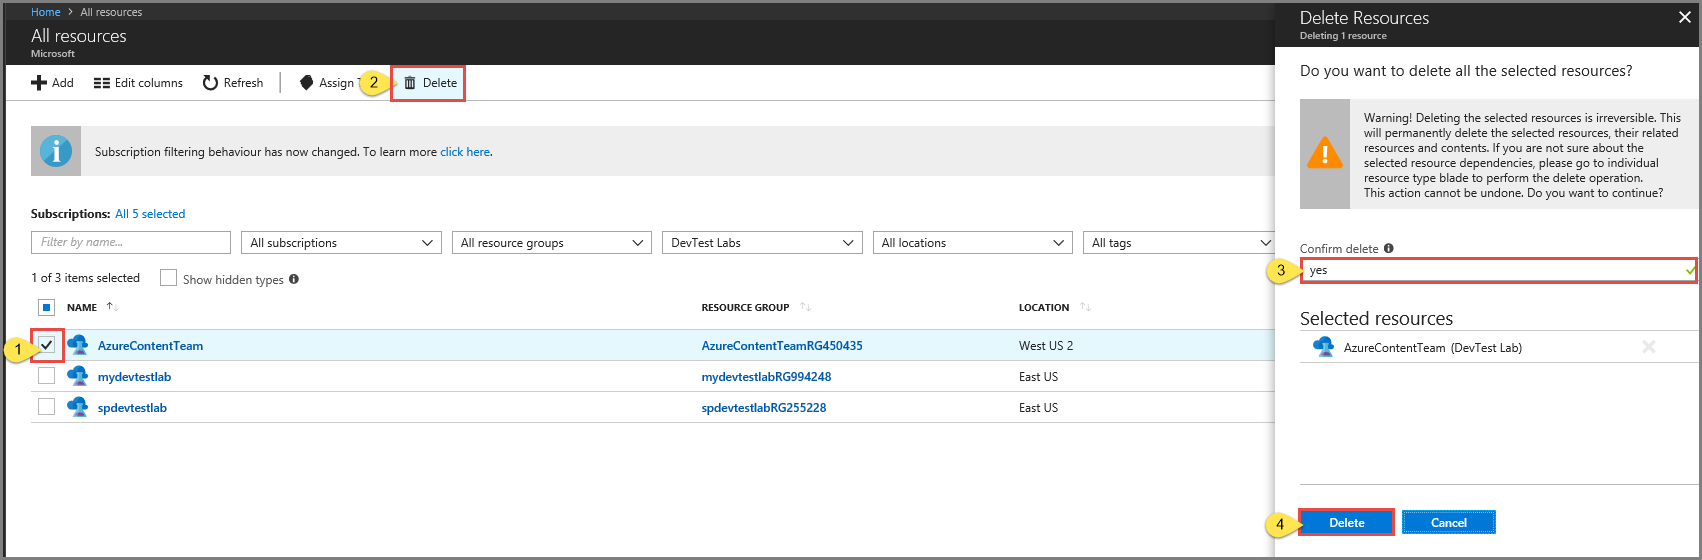 Home > All resources
All resources
Microsoft
Add
Edit columns
Refresh
Assign
2
Delete
Subscription filtering behaviour has now changed. To learn more click here.
Subscriptions: All 5 selected
Filter by name...
All subscriptions
All resource groups
DevTest Labs
All locations
All tags
1 of 3 items selected
Show hidden types
NAME
RESOURCE GROUP
LOCATION
1
AzureContentTeam
AzureContentTeamRG450435
West US 2
mydevtestlab
mydevtestlabRG994248
East US
spdevtestlab
spdevtestlabRG255228
East US
Delete Resources
Deleting 1 resource
Do you want to delete all the selected resources?
Warning! Deleting the selected resources is irreversible. This
will permanently delete the selected resources, their related
resources and contents. If you are not sure about the
selected resource dependencies, please go to individual
resource type blade to perform the delete operation.
This action cannot be undone. Do you want to continue?
Confirm delete
3
yes
Selected resources
AzureContentTeam (DevTest Lab)
4
Delete
Cancel